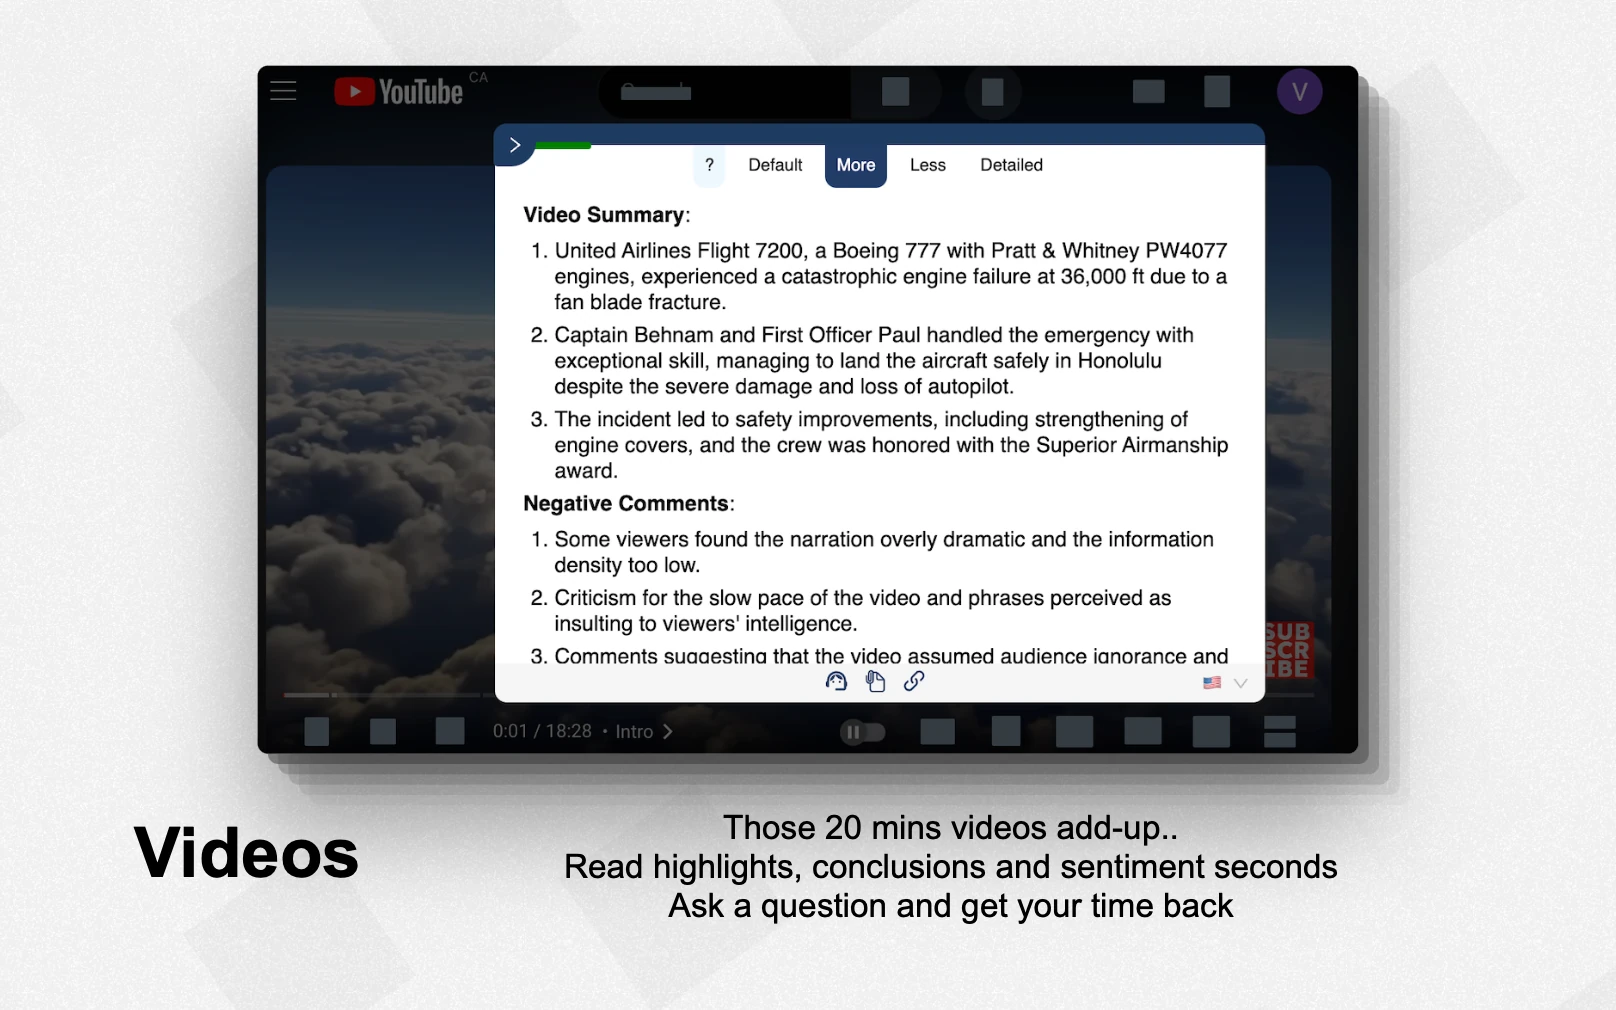 YouTube CA
V
? Default More Less Detailed
Video Summary:
1. United Airlines Flight 7200, a Boeing 777 with Pratt & Whitney PW4077
engines, experienced a catastrophic engine failure at 36,000 ft due to a
fan blade fracture.
2. Captain Behnam and First Officer Paul handled the emergency with
exceptional skill, managing to land the aircraft safely in Honolulu
despite the severe damage and loss of autopilot.
3. The incident led to safety improvements, including strengthening of
engine covers, and the crew was honored with the Superior Airmanship
award.
Negative Comments:
1. Some viewers found the narration overly dramatic and the information
density too low.
2. Criticism for the slow pace of the video and phrases perceived as
insulting to viewers' intelligence.
3. Comments suggesting that the video assumed audience ignorance and
SUB
SCR
IBE
0:01 / 18:28 • Intro
Videos
Those 20 mins videos add-up..
Read highlights, conclusions and sentiment seconds
Ask a question and get your time back